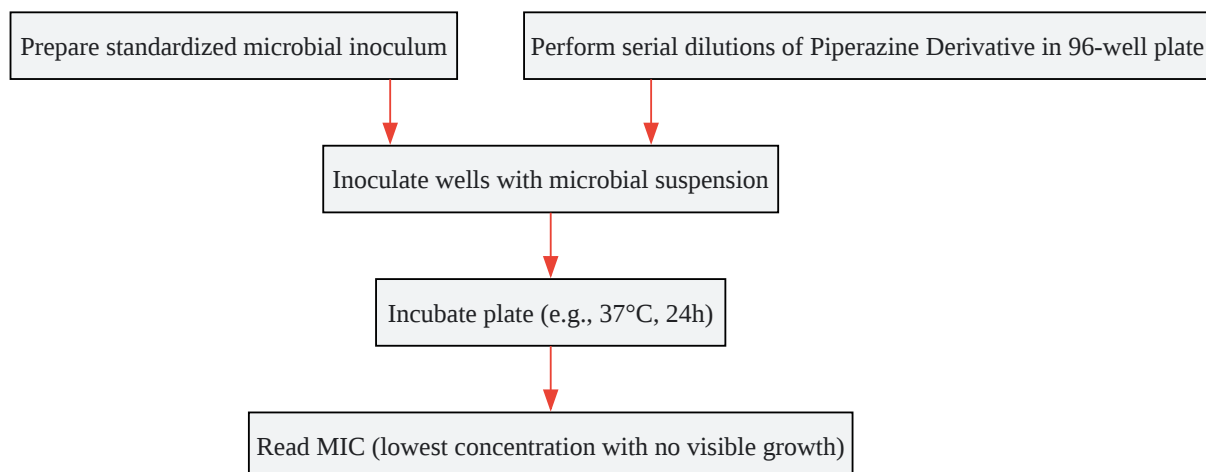 Prepare standardized microbial inoculum
Perform serial dilutions of Piperazine Derivative in 96-well plate
Inoculate wells with microbial suspension
Incubate plate (e.g., 37°C, 24h)
Read MIC (lowest concentration with no visible growth)